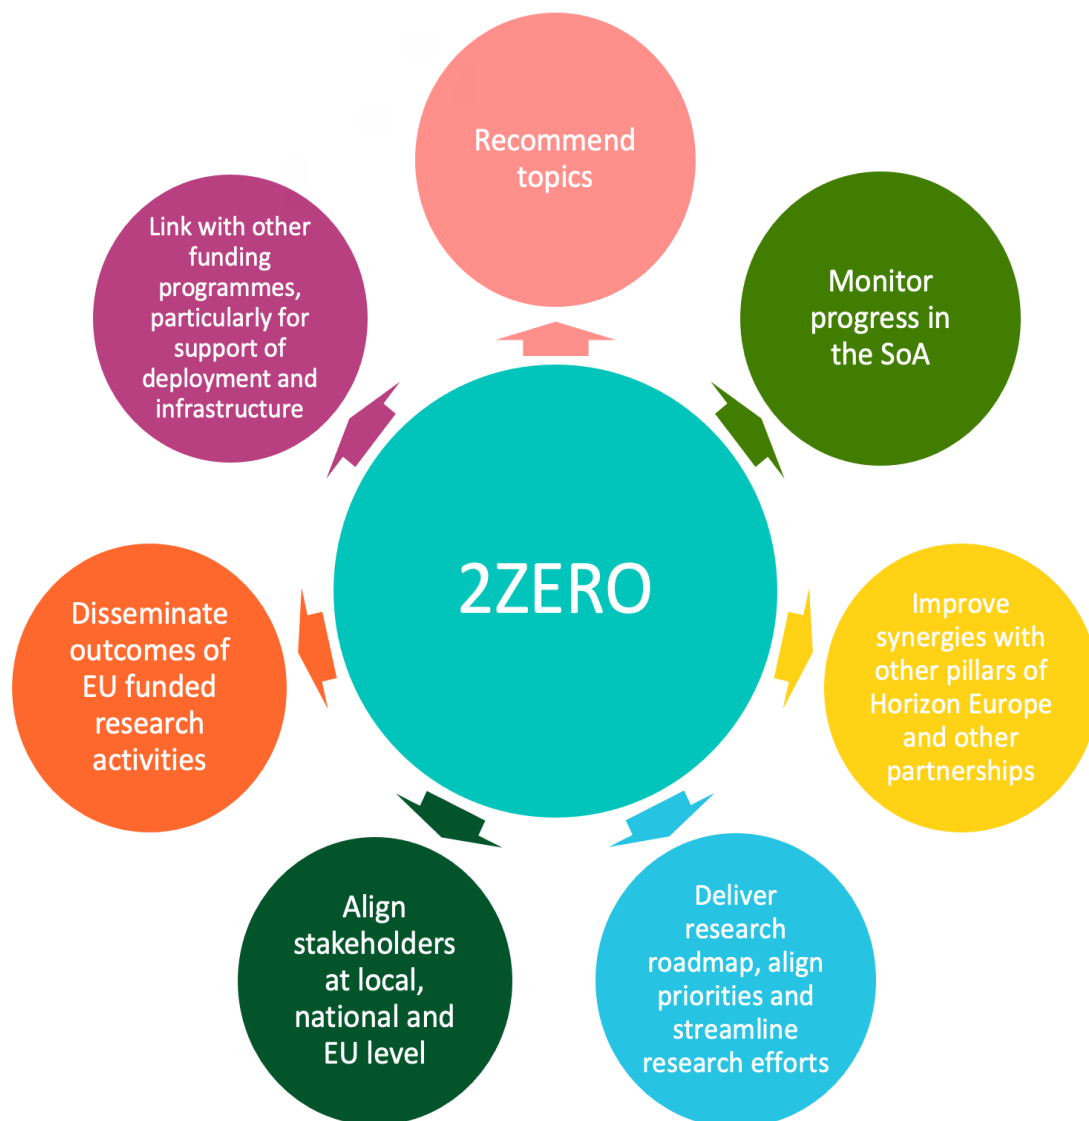 Recommend
topics
Monitor
progress in
the SoA
Improve
synergies with
other pillars of
Horizon Europe
and other
partnerships
Deliver
research
roadmap, align
priorities and
streamline
research efforts
Align
stakeholders
at local,
national and
EU level
Disseminate
outcomes of
EU funded
research
activities
Link with other
funding
programmes,
particularly for
support of
deployment and
infrastructure
2ZERO